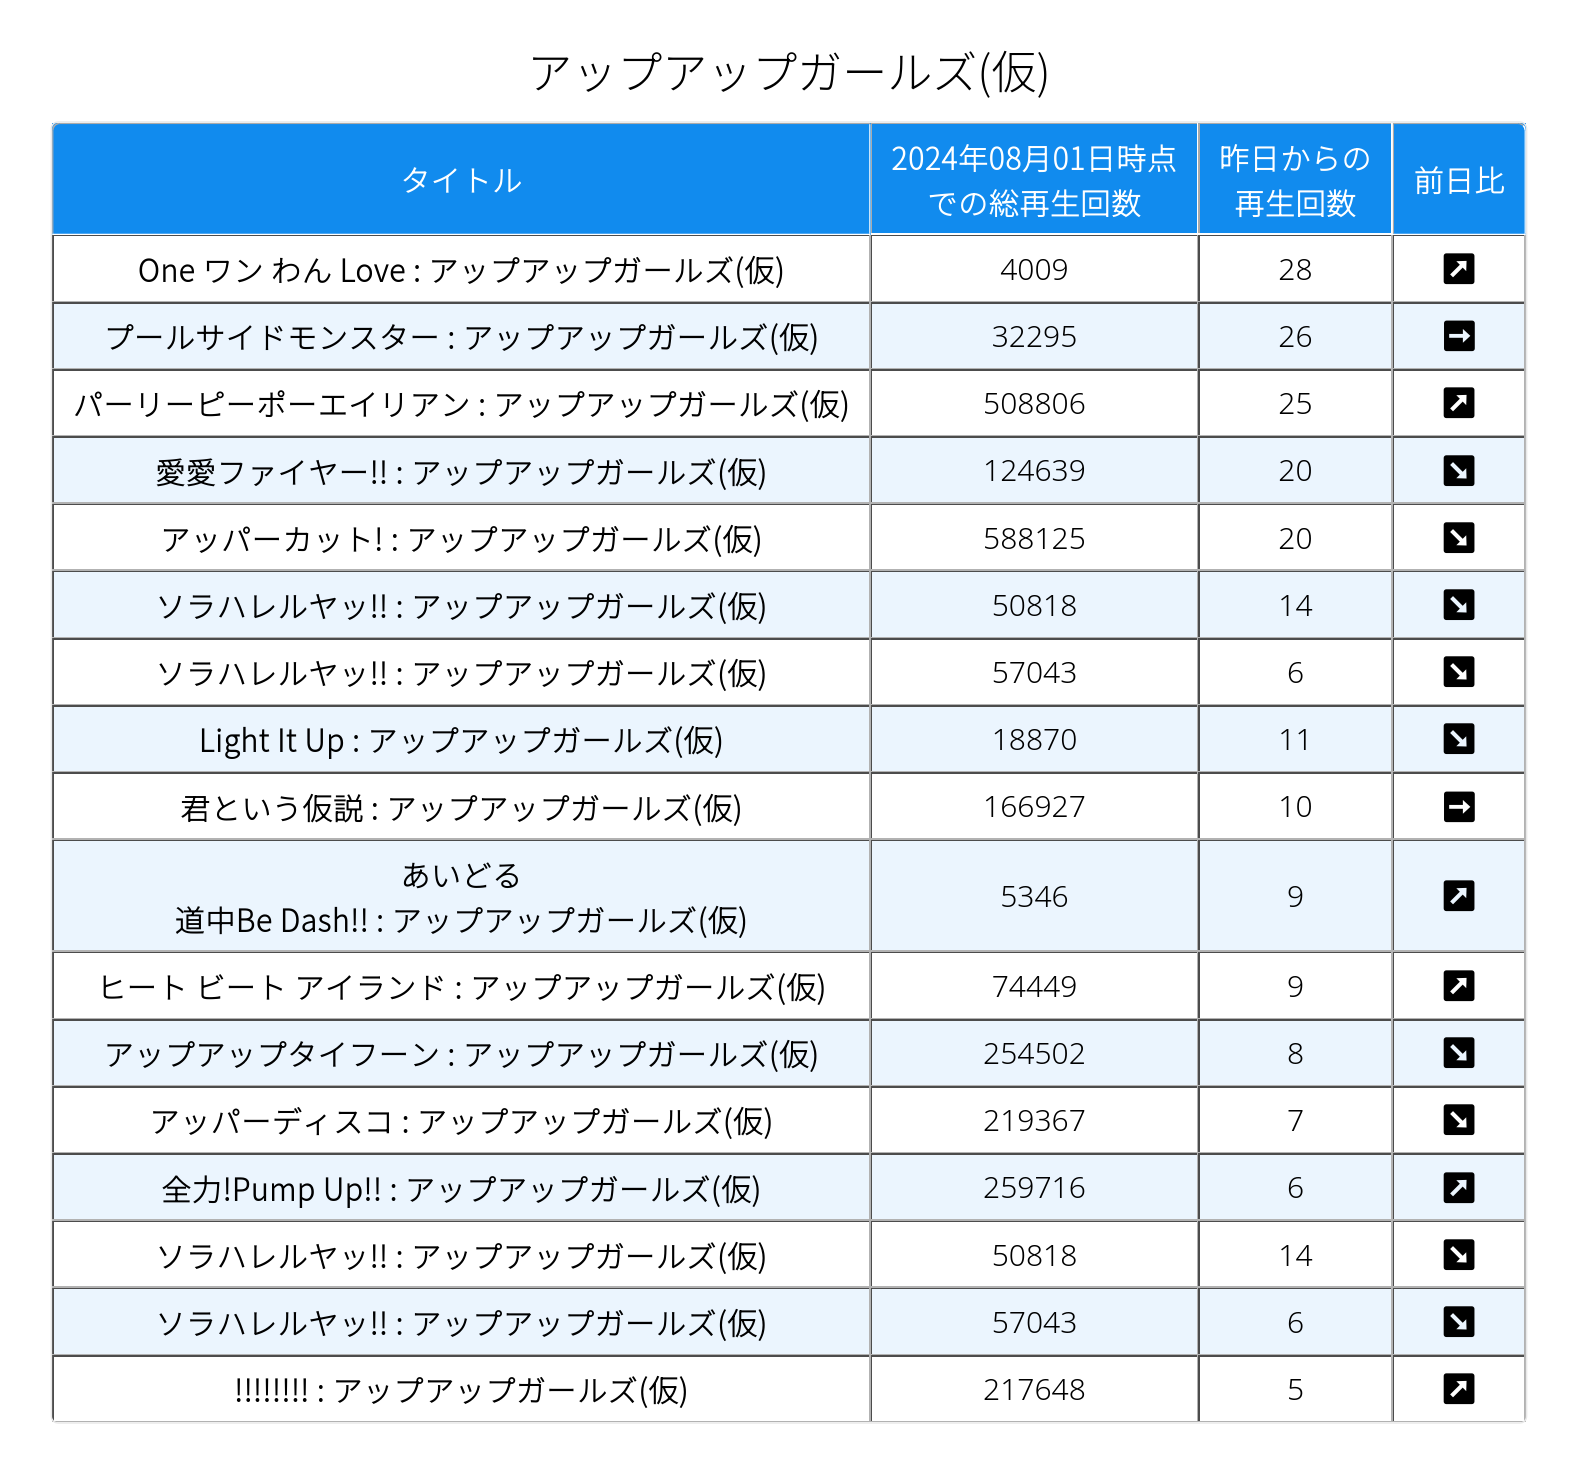 アップアップガールズ(仮)
タイトル
2024年08月01日時点
での総再生回数
昨日からの
再生回数
前日比
One ワン わん Love : アップアップガールズ(仮) 4009 28
プールサイドモンスター : アップアップガールズ(仮) 32295 26
パーリーピーポーエイリアン : アップアップガールズ(仮) 508806 25
愛愛ファイヤー!! : アップアップガールズ(仮) 124639 20
アッパーカット! : アップアップガールズ(仮) 588125 20
ソラハレルヤッ!! : アップアップガールズ(仮) 50818 14
ソラハレルヤッ!! : アップアップガールズ(仮) 57043 6
Light It Up : アップアップガールズ(仮) 18870 11
君という仮説 : アップアップガールズ(仮) 166927 10
あいどる
道中Be Dash!! : アップアップガールズ(仮) 5346 9
ヒート ビート アイランド : アップアップガールズ(仮) 74449 9
アップアップタイフーン : アップアップガールズ(仮) 254502 8
アッパーディスコ : アップアップガールズ(仮) 219367 7
全力!Pump Up!! : アップアップガールズ(仮) 259716 6
ソラハレルヤッ!! : アップアップガールズ(仮) 50818 14
ソラハレルヤッ!! : アップアップガールズ(仮) 57043 6
!!!!!!!! : アップアップガールズ(仮) 217648 5